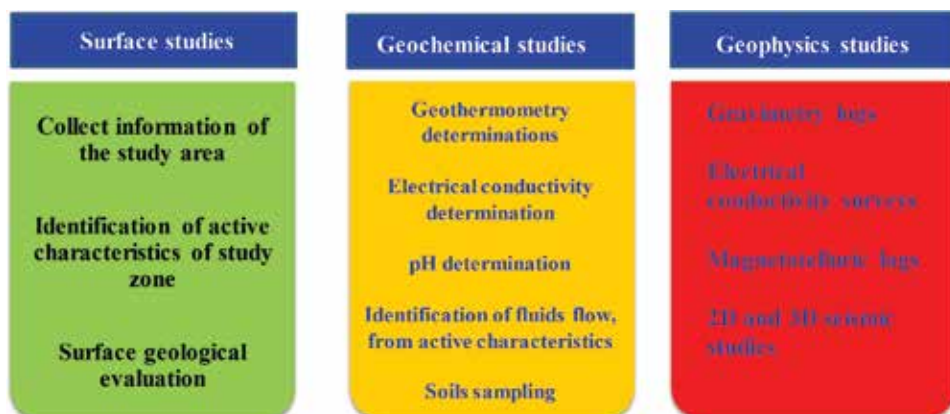 Surface studies
Collect information of
the study area
Identification of active
characteristics of study
zone
Surface geological
evaluation
Geochemical studies
Geothermometry
determinations
Electrical conductivity
determination
pH determination
Identification of fluids flow,
from active characteristics
Soils sampling
Geophysics studies
Gravimetry logs
Electrical
conductivity surveys
Magnetotelluric logs
2D and 3D seismic
studies